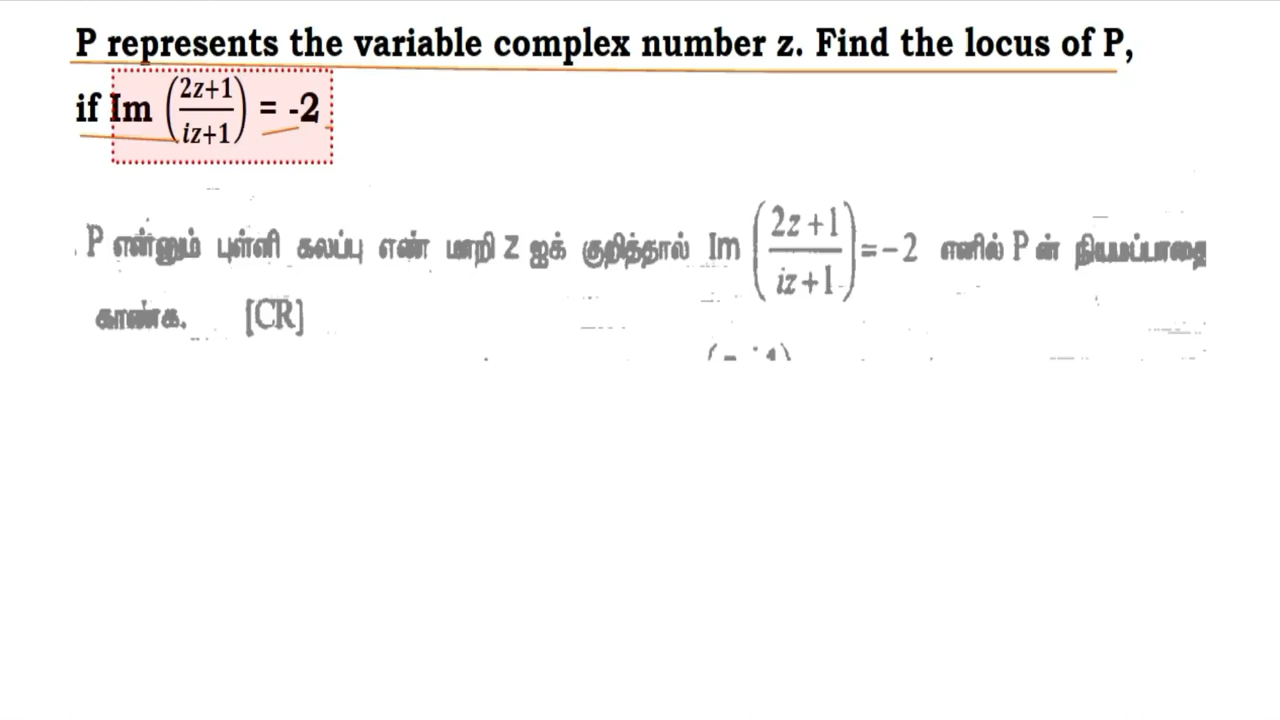 P represents the variable complex number z. Find the locus of P,
if Im (2z+1/iz+1) = -2
P என்னும் புள்ளி கலப்பு எண் மாறி z ஐக் குறித்தால் Im (2z+1/iz+1) = −2 எனில் P ன் நியமப்பாதை
காண்க. [CR]